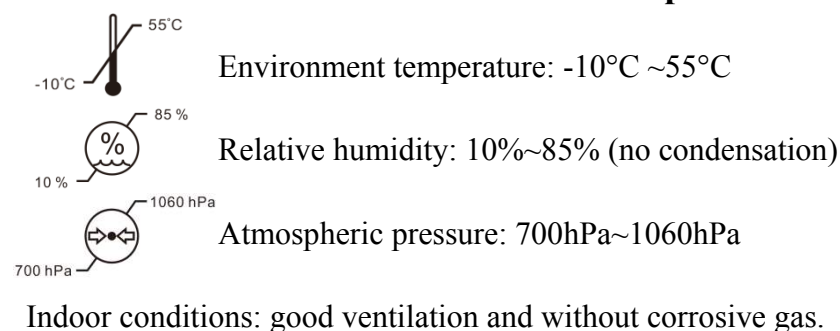 55°C
-10°C
Environment temperature: -10°C ~55°C
85 %
%
10 %
Relative humidity: 10%~85% (no condensation)
1060 hPa
700 hPa
Atmospheric pressure: 700hPa~1060hPa
Indoor conditions: good ventilation and without corrosive gas.